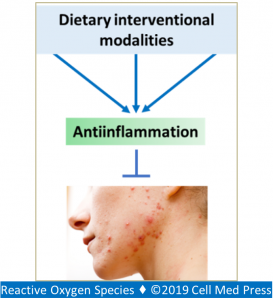 Dietary interventional
modalities
Antiinflammation
Reactive Oxygen Species ♦ ©2019 Cell Med Press